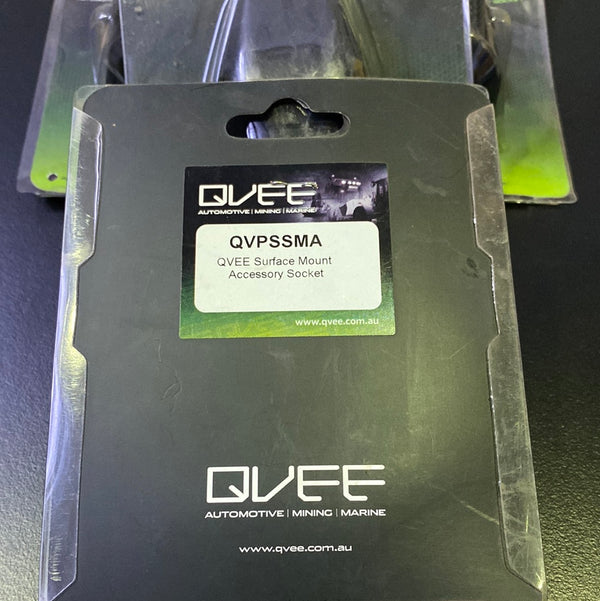 QVEE
AUTOMOTIVE | MINING | MARINE
QVPSSMA
QVEE Surface Mount
Accessory Socket
www.qvee.com.au
QVEE
AUTOMOTIVE | MINING | MARINE
www.qvee.com.au